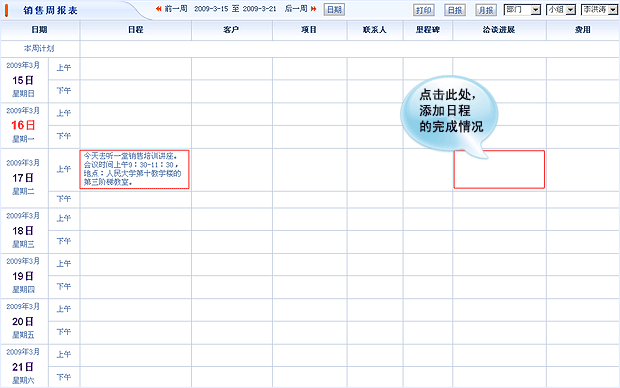 销售周报表 前一周 2009-3-15 至 2009-3-21 后一周 日期 打印 日报 月报 部门 小组 李洪涛
日期 日程 客户 项目 联系人 里程碑 洽谈进展 费用
本周计划
2009年3月
15日
星期日
上午
下午
2009年3月
16日
星期一
上午
下午
点击此处，
添加日程
的完成情况
2009年3月
17日
星期二
上午
今天去听一堂销售培训讲座。
会议时间上午9：30-11：30，
地点：人民大学第十教学楼的
第三阶梯教室。
下午
2009年3月
18日
星期三
上午
下午
2009年3月
19日
星期四
上午
下午
2009年3月
20日
星期五
上午
下午
2009年3月
21日
星期六
上午
下午